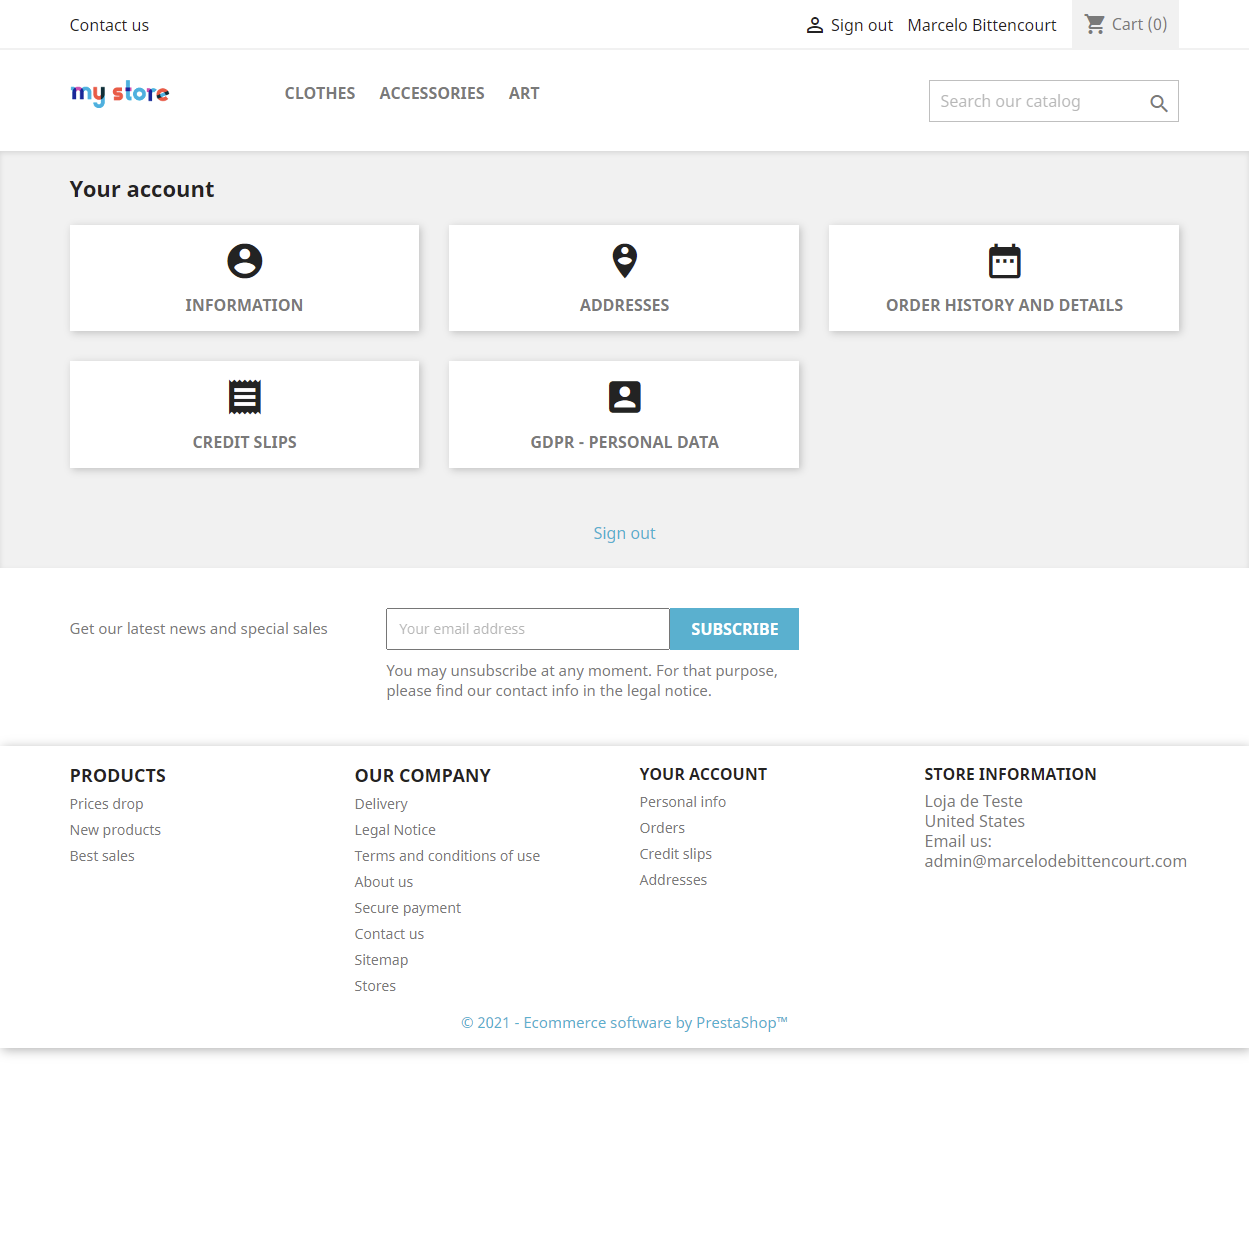 Contact us
Sign out Marcelo Bittencourt Cart (0)
my store
CLOTHES ACCESSORIES ART
Search our catalog
Your account
INFORMATION
ADDRESSES
ORDER HISTORY AND DETAILS
CREDIT SLIPS
GDPR - PERSONAL DATA
Sign out
Get our latest news and special sales
Your email address
SUBSCRIBE
You may unsubscribe at any moment. For that purpose,
please find our contact info in the legal notice.
PRODUCTS
Prices drop
New products
Best sales
OUR COMPANY
Delivery
Legal Notice
Terms and conditions of use
About us
Secure payment
Contact us
Sitemap
Stores
YOUR ACCOUNT
Personal info
Orders
Credit slips
Addresses
STORE INFORMATION
Loja de Teste
United States
Email us:
admin@marcelodebittencourt.com
© 2021 - Ecommerce software by PrestaShop™